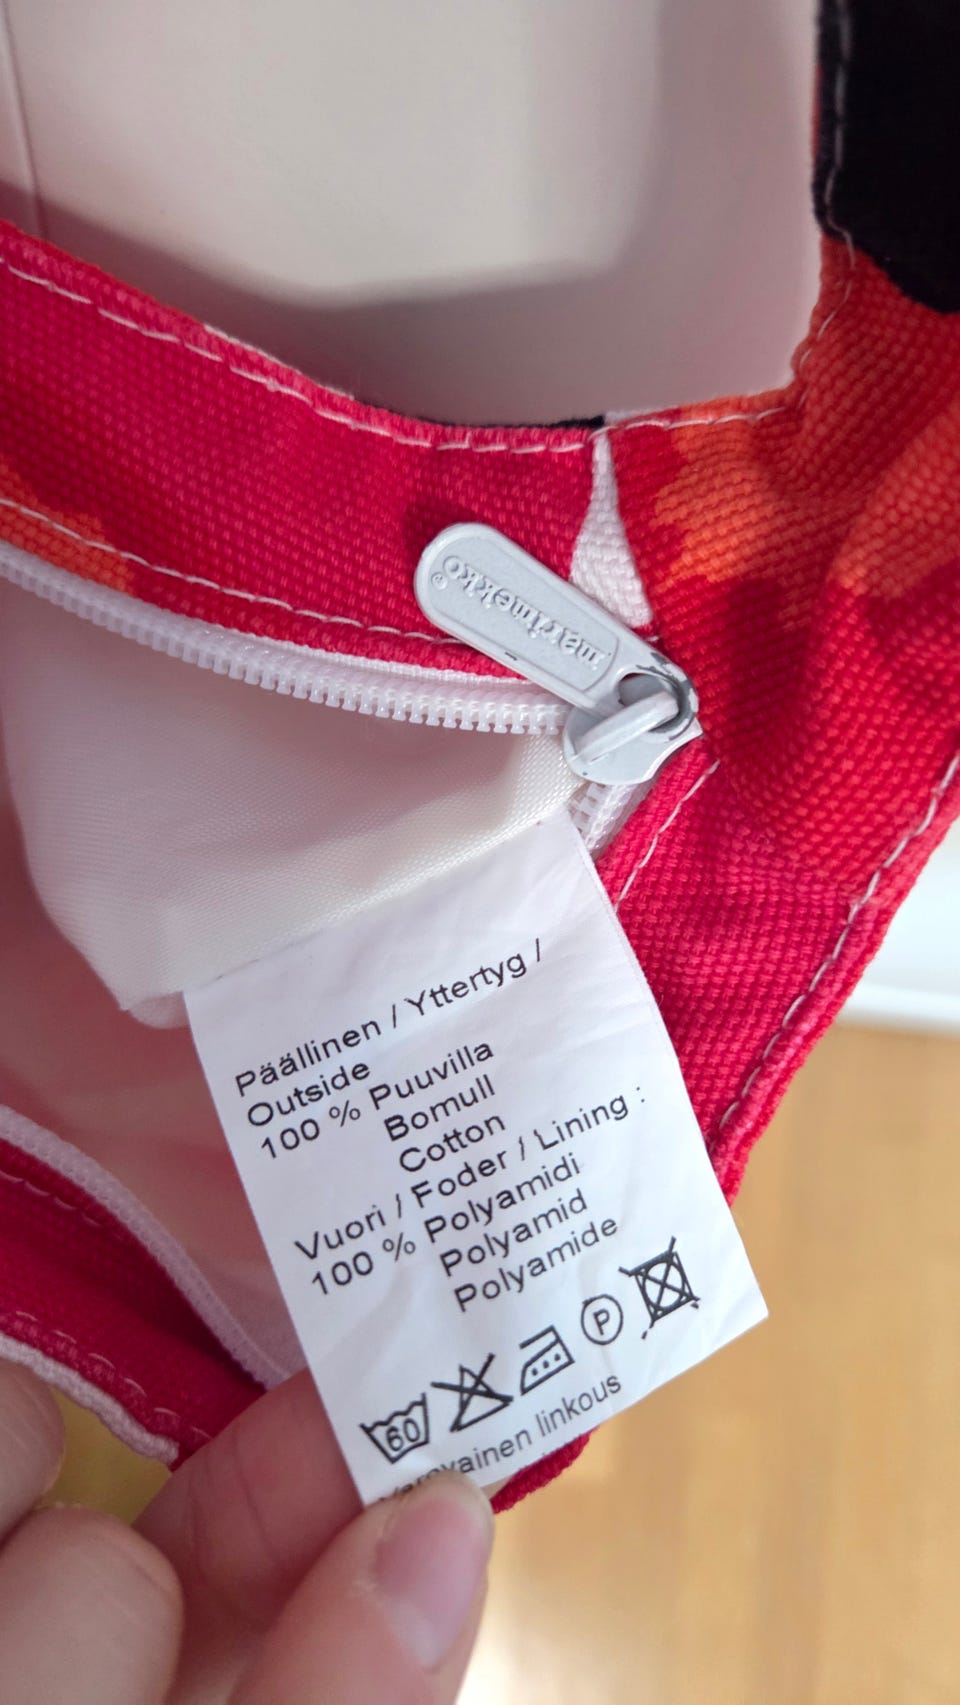 marimekko®
Päällinen / Yttertyg /
Outside
100 % Puuvilla
Bomull
Cotton
Vuori / Foder / Lining :
100 % Polyamidi
Polyamid
Polyamide
60 P
Varovainen linkous